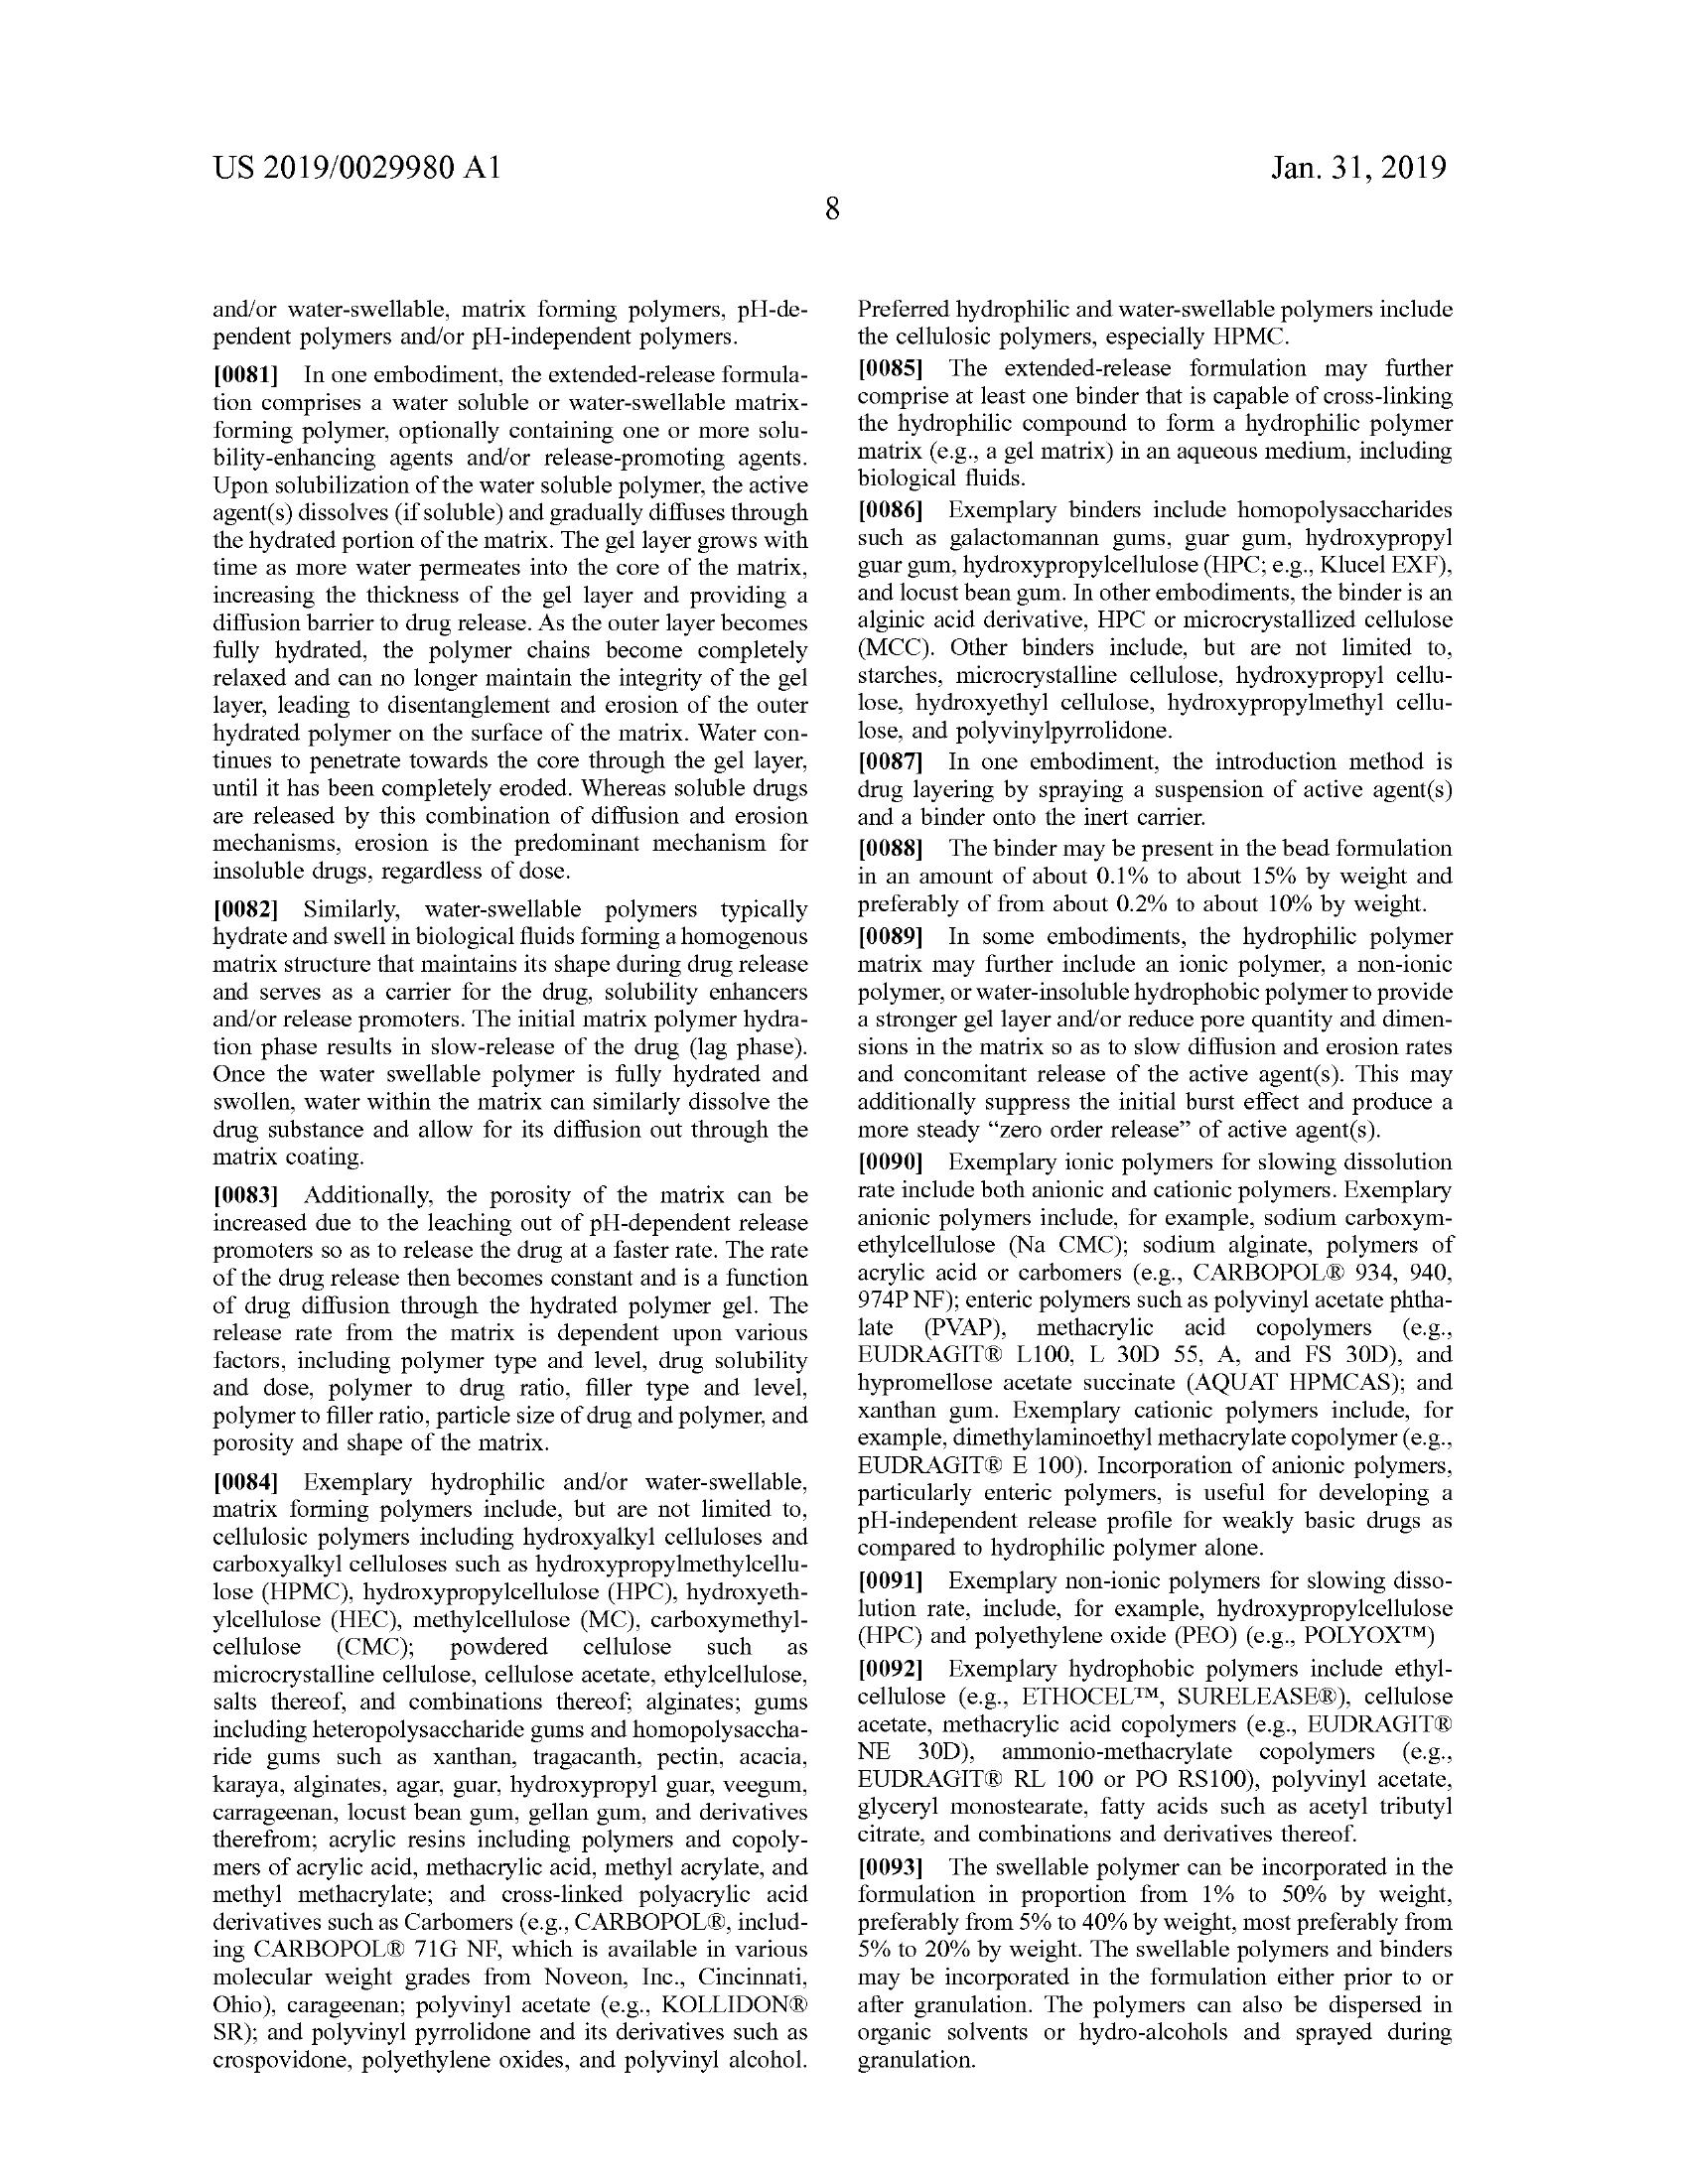 US 2019/0029980 A1
Jan. 31, 2019
8
and/or water-swellable, matrix forming polymers, pH-de-
pendent polymers and/or pH-independent polymers.
[0081] In one embodiment, the extended-release formula-
tion comprises a water soluble or water-swellable matrix-
forming polymer, optionally containing one or more solu-
bility-enhancing agents and/or release-promoting agents.
Upon solubilization of the water soluble polymer, the active
agent(s) dissolves (if soluble) and gradually diffuses through
the hydrated portion of the matrix. The gel layer grows with
time as more water permeates into the core of the matrix,
increasing the thickness of the gel layer and providing a
diffusion barrier to drug release. As the outer layer becomes
fully hydrated, the polymer chains become completely
relaxed and can no longer maintain the integrity of the gel
layer, leading to disentanglement and erosion of the outer
hydrated polymer on the surface of the matrix. Water con-
tinues to penetrate towards the core through the gel layer,
until it has been completely eroded. Whereas soluble drugs
are released by this combination of diffusion and erosion
mechanisms, erosion is the predominant mechanism for
insoluble drugs, regardless of dose.
[0082] Similarly, water-swellable polymers typically
hydrate and swell in biological fluids forming a homogenous
matrix structure that maintains its shape during drug release
and serves as a carrier for the drug, solubility enhancers
and/or release promoters. The initial matrix polymer hydra-
tion phase results in slow-release of the drug (lag phase).
Once the water swellable polymer is fully hydrated and
swollen, water within the matrix can similarly dissolve the
drug substance and allow for its diffusion out through the
matrix coating.
[0083] Additionally, the porosity of the matrix can be
increased due to the leaching out of pH-dependent release
promoters so as to release the drug at a faster rate. The rate
of the drug release then becomes constant and is a function
of drug diffusion through the hydrated polymer gel. The
release rate from the matrix is dependent upon various
factors, including polymer type and level, drug solubility
and dose, polymer to drug ratio, filler type and level,
polymer to filler ratio, particle size of drug and polymer, and
porosity and shape of the matrix.
[0084] Exemplary hydrophilic and/or water-swellable,
matrix forming polymers include, but are not limited to,
cellulosic polymers including hydroxyalkyl celluloses and
carboxyalkyl celluloses such as hydroxypropylmethylcellu-
lose (HPMC), hydroxypropylcellulose (HPC), hydroxyeth-
ylcellulose (HEC), methylcellulose (MC), carboxymethyl-
cellulose (CMC); powdered cellulose such as
microcrystalline cellulose, cellulose acetate, ethylcellulose,
salts thereof, and combinations thereof; alginates; gums
including heteropolysaccharide gums and homopolysaccha-
ride gums such as xanthan, tragacanth, pectin, acacia,
karaya, alginates, agar, guar, hydroxypropyl guar, veegum,
carrageenan, locust bean gum, gellan gum, and derivatives
therefrom; acrylic resins including polymers and copoly-
mers of acrylic acid, methacrylic acid, methyl acrylate, and
methyl methacrylate; and cross-linked polyacrylic acid
derivatives such as Carbomers (e.g., CARBOPOL®, includ-
ing CARBOPOL® 71G NF, which is available in various
molecular weight grades from Noveon, Inc., Cincinnati,
Ohio), carageenan; polyvinyl acetate (e.g., KOLLIDON®
SR); and polyvinyl pyrrolidone and its derivatives such as
crospovidone, polyethylene oxides, and polyvinyl alcohol.
Preferred hydrophilic and water-swellable polymers include
the cellulosic polymers, especially HPMC.
[0085] The extended-release formulation may further
comprise at least one binder that is capable of cross-linking
the hydrophilic compound to form a hydrophilic polymer
matrix (e.g., a gel matrix) in an aqueous medium, including
biological fluids.
[0086] Exemplary binders include homopolysaccharides
such as galactomannan gums, guar gum, hydroxypropyl
guar gum, hydroxypropylcellulose (HPC; e.g., Klucel EXF),
and locust bean gum. In other embodiments, the binder is an
alginic acid derivative, HPC or microcrystallized cellulose
(MCC). Other binders include, but are not limited to,
starches, microcrystalline cellulose, hydroxypropyl cellu-
lose, hydroxyethyl cellulose, hydroxypropylmethyl cellu-
lose, and polyvinylpyrrolidone.
[0087] In one embodiment, the introduction method is
drug layering by spraying a suspension of active agent(s)
and a binder onto the inert carrier.
[0088] The binder may be present in the bead formulation
in an amount of about 0.1% to about 15% by weight and
preferably of from about 0.2% to about 10% by weight.
[0089] In some embodiments, the hydrophilic polymer
matrix may further include an ionic polymer, a non-ionic
polymer, or water-insoluble hydrophobic polymer to provide
a stronger gel layer and/or reduce pore quantity and dimen-
sions in the matrix so as to slow diffusion and erosion rates
and concomitant release of the active agent(s). This may
additionally suppress the initial burst effect and produce a
more steady “zero order release” of active agent(s).
[0090] Exemplary ionic polymers for slowing dissolution
rate include both anionic and cationic polymers. Exemplary
anionic polymers include, for example, sodium carboxym-
ethylcellulose (Na CMC); sodium alginate, polymers of
acrylic acid or carbomers (e.g., CARBOPOL® 934, 940,
974P NF); enteric polymers such as polyvinyl acetate phtha-
late (PVAP), methacrylic acid copolymers (e.g.,
EUDRAGIT® L100, L 30D 55, A, and FS 30D), and
hypromellose acetate succinate (AQUAT HPMCAS); and
xanthan gum. Exemplary cationic polymers include, for
example, dimethylaminoethyl methacrylate copolymer (e.g.,
EUDRAGIT® E 100). Incorporation of anionic polymers,
particularly enteric polymers, is useful for developing a
pH-independent release profile for weakly basic drugs as
compared to hydrophilic polymer alone.
[0091] Exemplary non-ionic polymers for slowing disso-
lution rate, include, for example, hydroxypropylcellulose
(HPC) and polyethylene oxide (PEO) (e.g., POLYOX™)
[0092] Exemplary hydrophobic polymers include ethyl-
cellulose (e.g., ETHOCEL™, SURELEASE®), cellulose
acetate, methacrylic acid copolymers (e.g., EUDRAGIT®
NE 30D), ammonio-methacrylate copolymers (e.g.,
EUDRAGIT® RL 100 or PO RS100), polyvinyl acetate,
glyceryl monostearate, fatty acids such as acetyl tributyl
citrate, and combinations and derivatives thereof.
[0093] The swellable polymer can be incorporated in the
formulation in proportion from 1% to 50% by weight,
preferably from 5% to 40% by weight, most preferably from
5% to 20% by weight. The swellable polymers and binders
may be incorporated in the formulation either prior to or
after granulation. The polymers can also be dispersed in
organic solvents or hydro-alcohols and sprayed during
granulation.